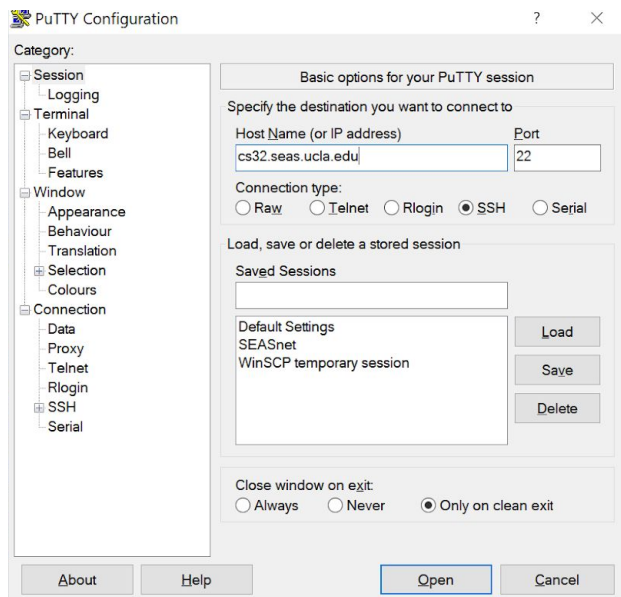 PuTTY Configuration ?
Category:
Session
Logging
Terminal
Keyboard
Bell
Features
Window
Appearance
Behaviour
Translation
Selection
Colours
Connection
Data
Proxy
Telnet
Rlogin
SSH
Serial
Basic options for your PuTTY session
Specify the destination you want to connect to
Host Name (or IP address) Port
cs32.seas.ucla.edu 22
Connection type:
Raw Telnet Rlogin SSH Serial
Load, save or delete a stored session
Saved Sessions
Default Settings
SEASnet
WinSCP temporary session
Load
Save
Delete
Close window on exit:
Always Never Only on clean exit
About Help Open Cancel